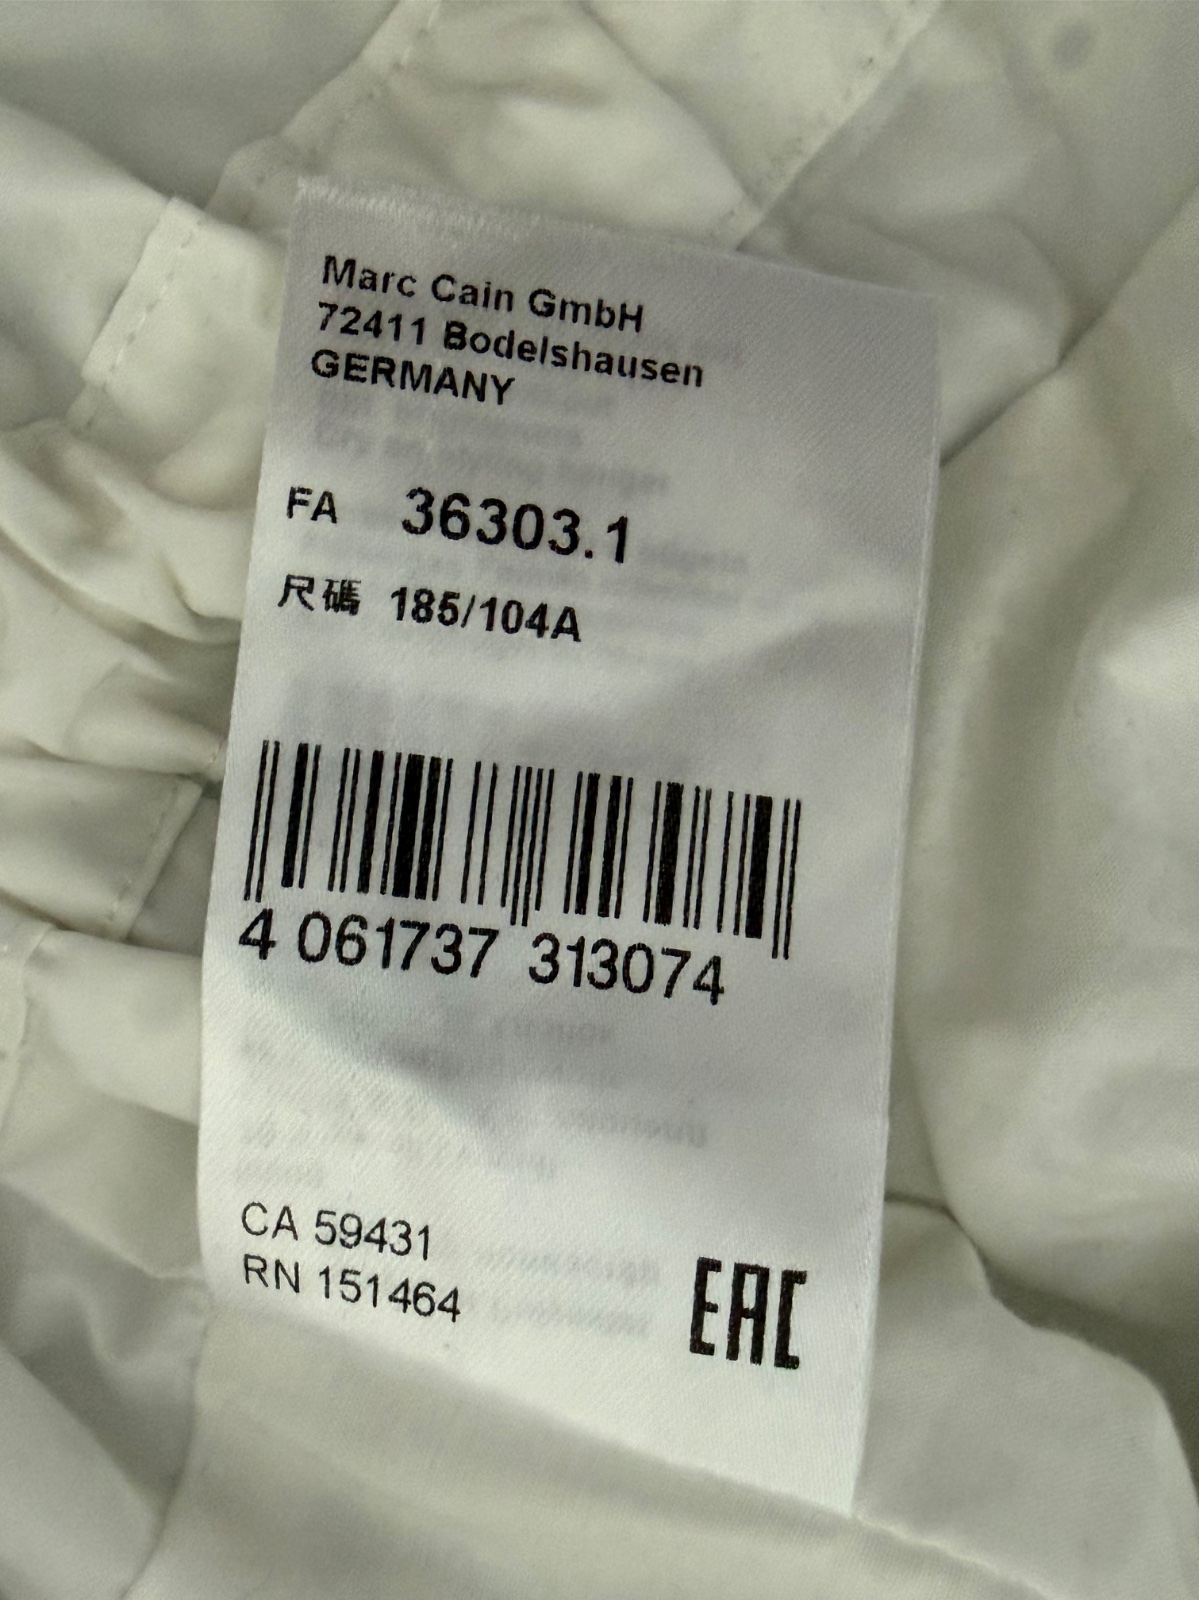 Marc Cain GmbH
72411 Bodelshausen
GERMANY
FA 36303.1
尺碼 185/104A
4 061737 313074
CA 59431
RN 151464
EAC